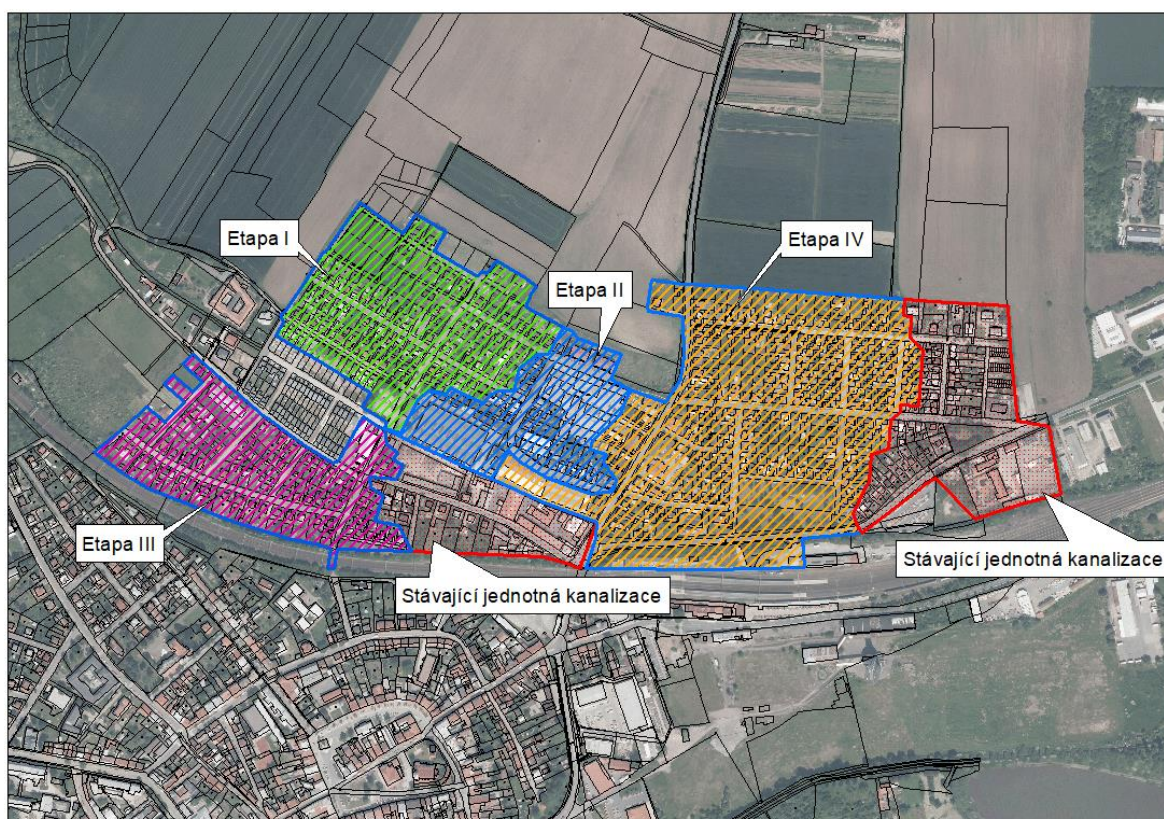 Etapa I
Etapa IV
Etapa II
Etapa III
Stávající jednotná kanalizace
Stávající jednotná kanalizace